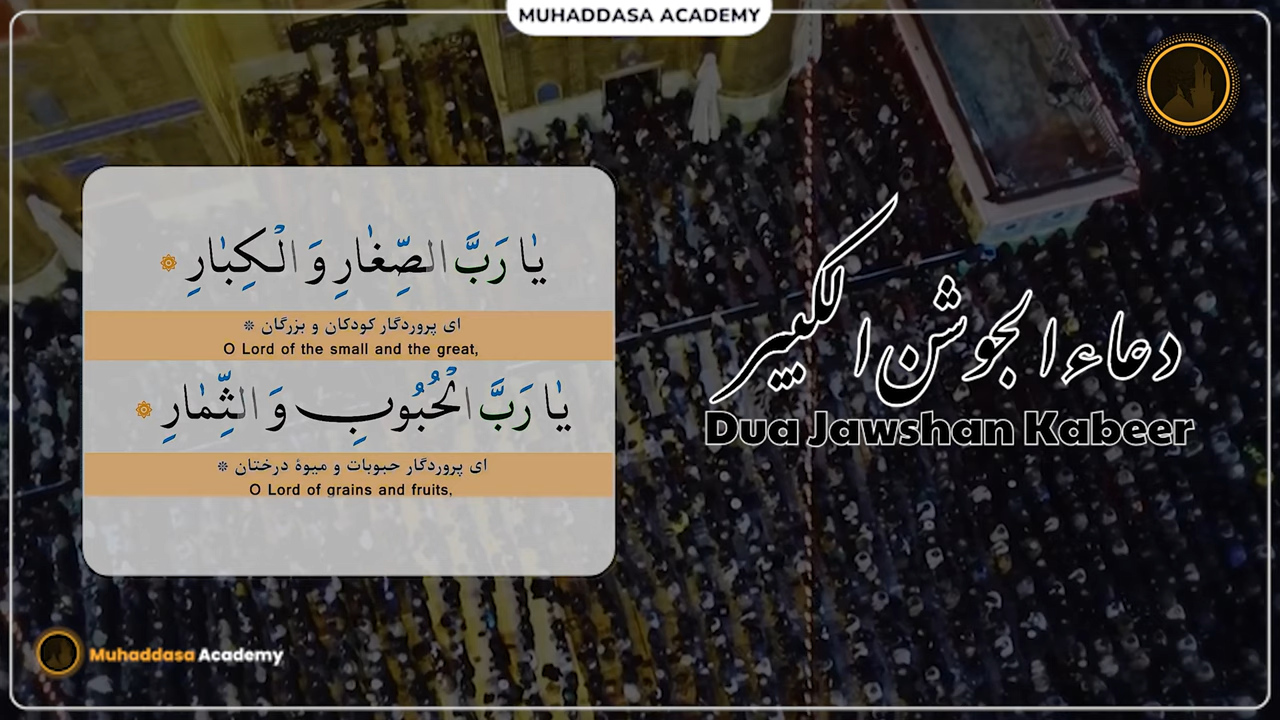 MUHADDASA ACADEMY
يٰا رَبَّ الصِّغٰارِ وَ الْكِبٰارِ ۞
ای پروردگار کودکان و بزرگان ❊
O Lord of the small and the great,
يٰا رَبَّ الْحُبُوبِ وَ الثِّمٰارِ ۞
ای پروردگار حبوبات و میوهٔ درختان ❊
O Lord of grains and fruits,
دعاء الجوشن الكبير
Dua Jawshan Kabeer
Muhaddasa Academy